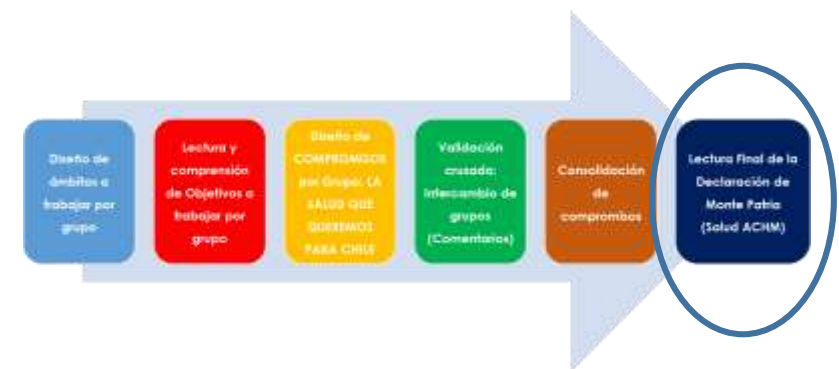 Diseño de
ámbitos a
trabajar por
grupo
Lectura y
comprensión
de Objetivos a
trabajar por
grupo
Diseño de
COMPROMISOS
por Grupo: LA
SALUD QUE
QUEREMOS
PARA CHILE
Validación
cruzada:
Intercambio de
grupos
(Comentarios)
Consolidación
de
compromisos
Lectura Final de la
Declaración de
Monte Patria
(Salud ACHM)